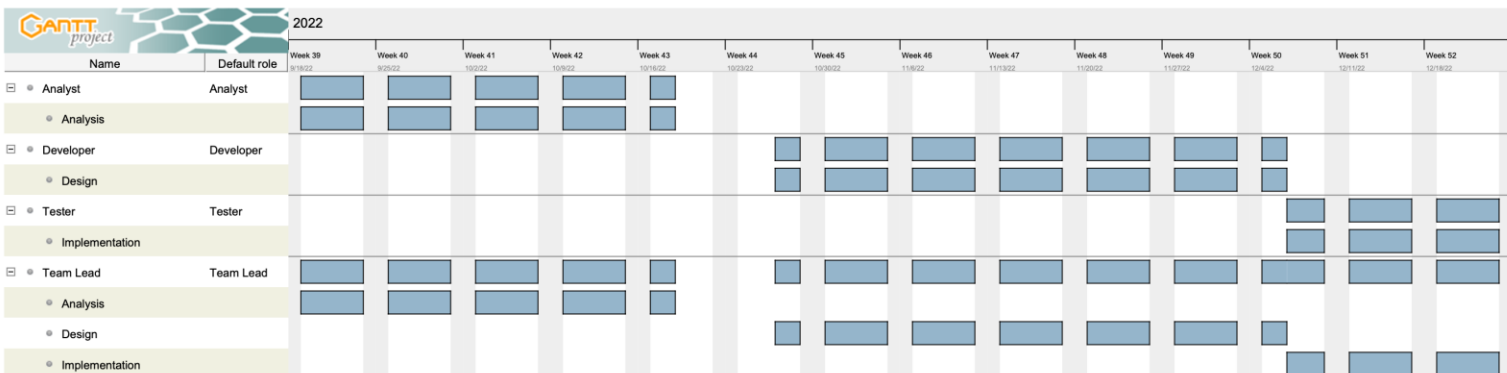 GANTT
project
2022
Week 39 Week 40 Week 41 Week 42 Week 43 Week 44 Week 45 Week 46 Week 47 Week 48 Week 49 Week 50 Week 51 Week 52
9/18/22 9/25/22 10/2/22 10/9/22 10/16/22 10/23/22 10/30/22 11/6/22 11/13/22 11/20/22 11/27/22 12/4/22 12/11/22 12/18/22
Name Default role
Analyst Analyst
Analysis
Developer Developer
Design
Tester Tester
Implementation
Team Lead Team Lead
Analysis
Design
Implementation